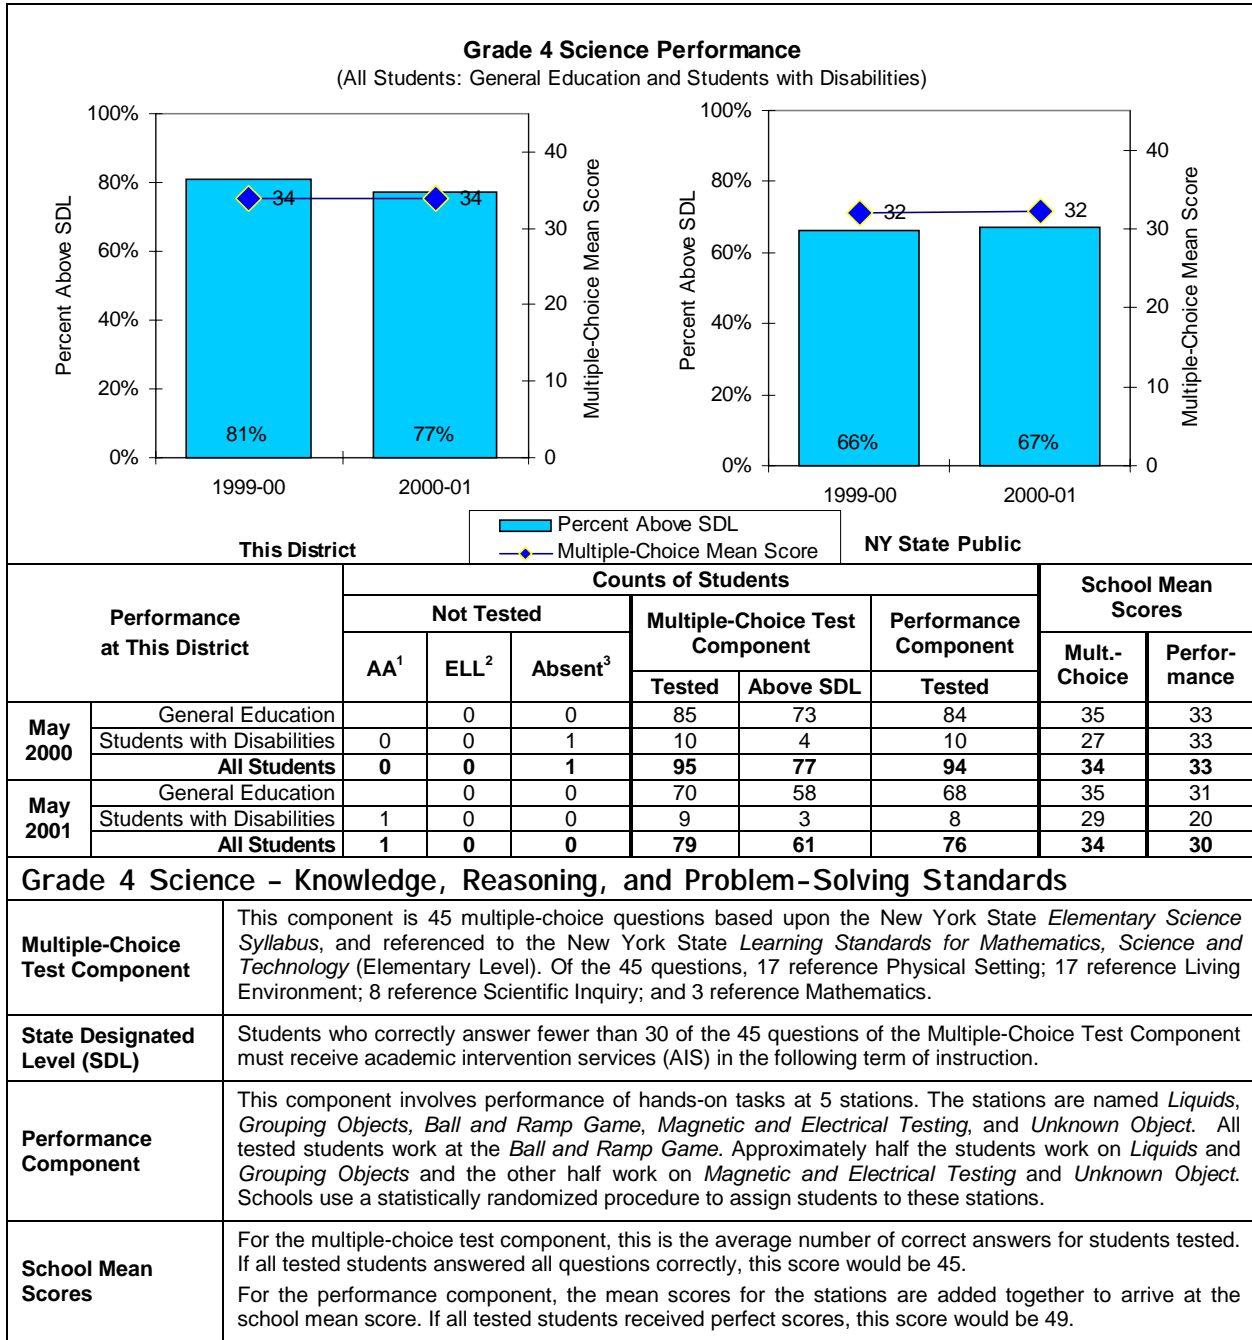 Grade 4 Science Performance
(All Students: General Education and Students with Disabilities)
100%
80%
60%
40%
20%
0%
Percent Above SDL
34
34
81%
77%
1999-00
2000-01
40
30
20
10
0
Multiple-Choice Mean Score
100%
80%
60%
40%
20%
0%
Percent Above SDL
32
32
66%
67%
1999-00
2000-01
40
30
20
10
0
Multiple-Choice Mean Score
This District
Percent Above SDL
Multiple-Choice Mean Score
NY State Public
Performance
at This District
Counts of Students
School Mean
Scores
Not Tested
Multiple-Choice Test
Component
Performance
Component
AA¹ ELL² Absent³
Tested Above SDL Tested
Mult.-
Choice
Perfor-
mance
May
2000
General Education 0 0 85 73 84 35 33
Students with Disabilities 0 0 1 10 4 10 27 33
All Students 0 0 1 95 77 94 34 33
May
2001
General Education 0 0 70 58 68 35 31
Students with Disabilities 1 0 0 9 3 8 29 20
All Students 1 0 0 79 61 76 34 30
Grade 4 Science – Knowledge, Reasoning, and Problem-Solving Standards
Multiple-Choice
Test Component
This component is 45 multiple-choice questions based upon the New York State Elementary Science
Syllabus, and referenced to the New York State Learning Standards for Mathematics, Science and
Technology (Elementary Level). Of the 45 questions, 17 reference Physical Setting; 17 reference Living
Environment; 8 reference Scientific Inquiry; and 3 reference Mathematics.
State Designated
Level (SDL)
Students who correctly answer fewer than 30 of the 45 questions of the Multiple-Choice Test Component
must receive academic intervention services (AIS) in the following term of instruction.
Performance
Component
This component involves performance of hands-on tasks at 5 stations. The stations are named Liquids,
Grouping Objects, Ball and Ramp Game, Magnetic and Electrical Testing, and Unknown Object. All
tested students work at the Ball and Ramp Game. Approximately half the students work on Liquids and
Grouping Objects and the other half work on Magnetic and Electrical Testing and Unknown Object.
Schools use a statistically randomized procedure to assign students to these stations.
School Mean
Scores
For the multiple-choice test component, this is the average number of correct answers for students tested.
If all tested students answered all questions correctly, this score would be 45.
For the performance component, the mean scores for the stations are added together to arrive at the
school mean score. If all tested students received perfect scores, this score would be 49.